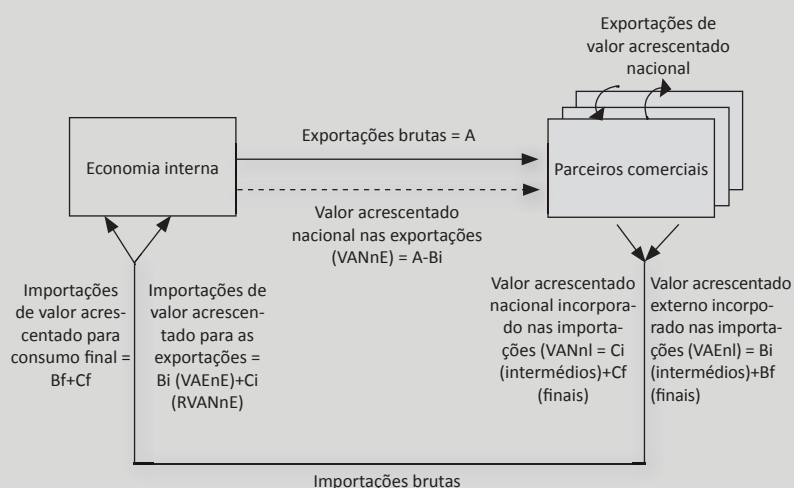 Exportações de
valor acrescentado
nacional
Exportações brutas = A
Economia interna
Parceiros comerciais
Valor acrescentado
nacional nas exportações
(VANnE) = A-Bi
Importações
de valor acres-
centado para
consumo final =
Bf+Cf
Importações de
valor acrescen-
tado para as
exportações =
Bi (VAEnE)+Ci
(RVANnE)
Valor acrescentado
nacional incorpora-
do nas importa-
ções (VANnl = Ci
(intermédios)+Cf
(finais)
Valor acrescentado
externo incorpo-
rado nas importa-
ções (VAEnl) = Bi
(intermédios)+Bf
(finais)
Importações brutas